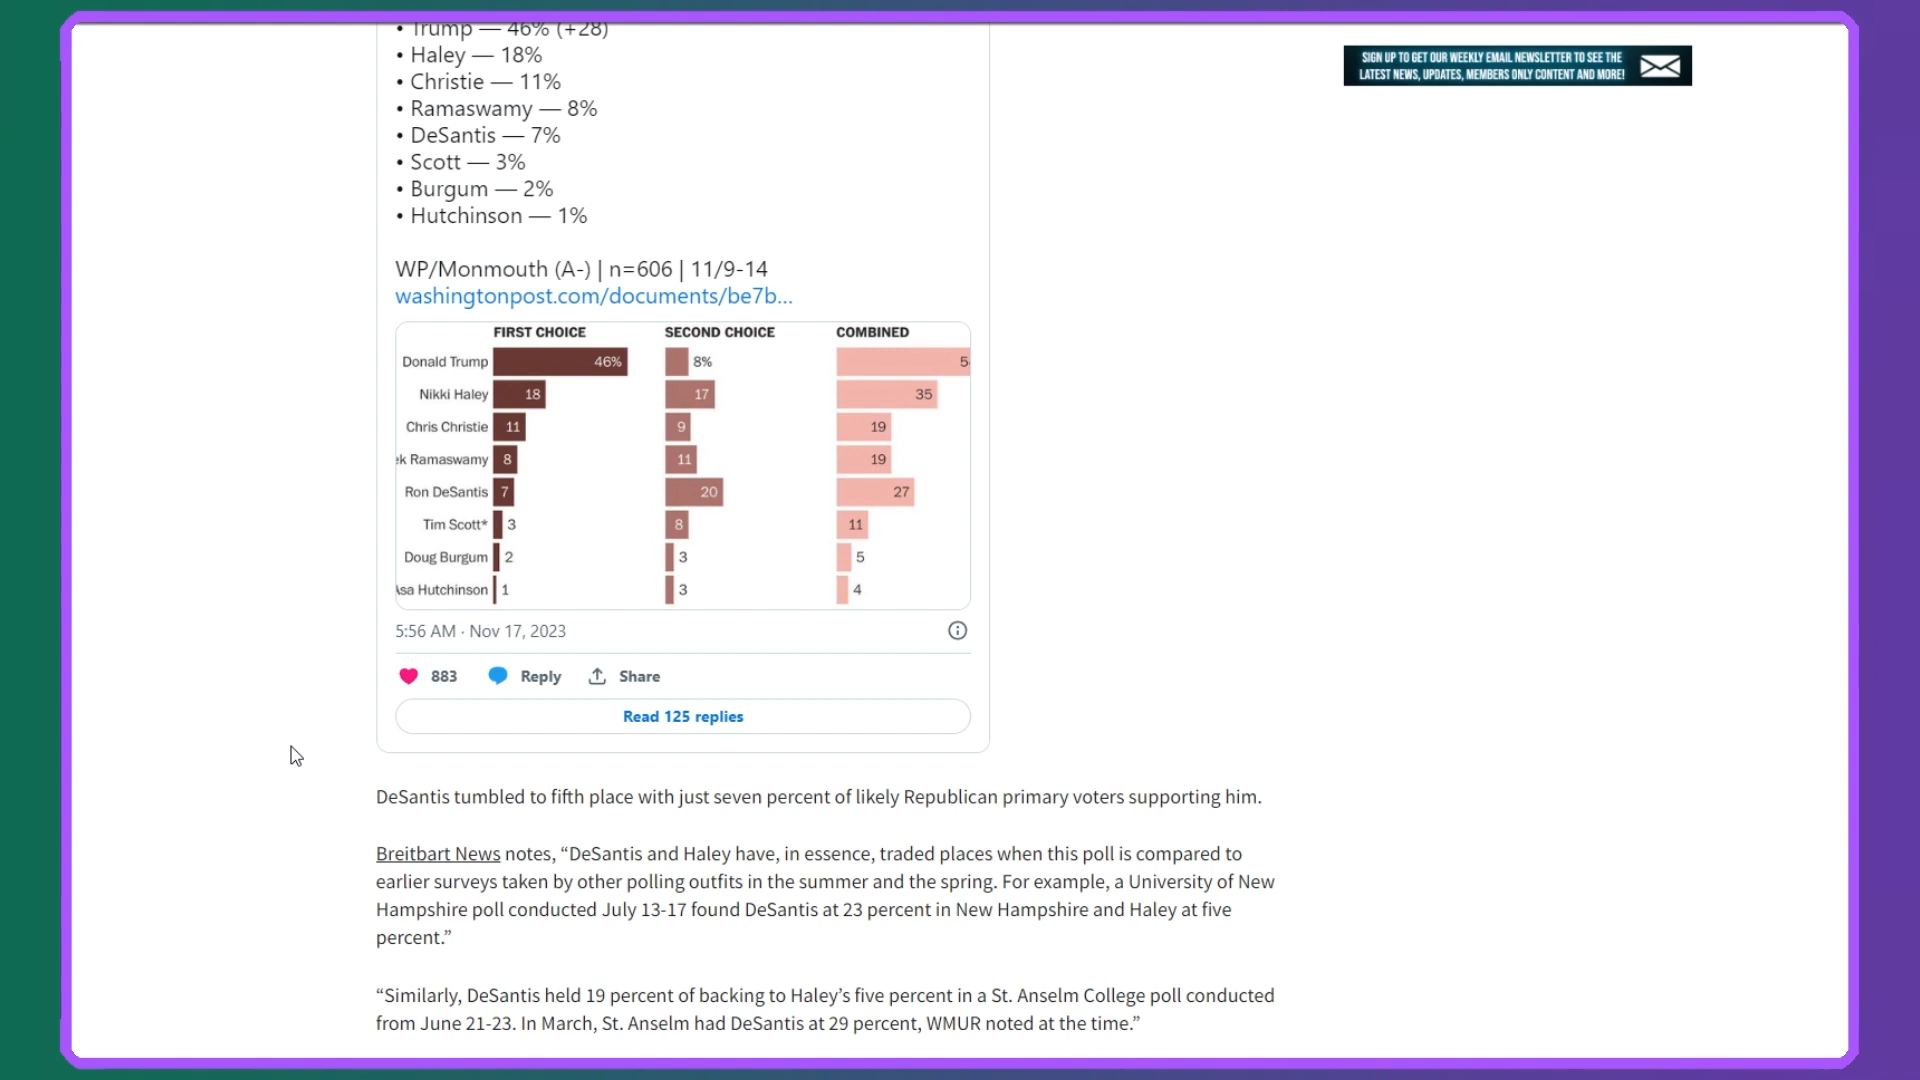 • Trump — 46% (+28)
• Haley — 18%
• Christie — 11%
• Ramaswamy — 8%
• DeSantis — 7%
• Scott — 3%
• Burgum — 2%
• Hutchinson — 1%
WP/Monmouth (A-) | n=606 | 11/9-14
washingtonpost.com/documents/be7b...
FIRST CHOICE SECOND CHOICE COMBINED
Donald Trump 46% 8% 5
Nikki Haley 18 17 35
Chris Christie 11 9 19
ek Ramaswamy 8 11 19
Ron DeSantis 7 20 27
Tim Scott* 3 8 11
Doug Burgum 2 3 5
Asa Hutchinson 1 3 4
5:56 AM · Nov 17, 2023
883 Reply Share
Read 125 replies
DeSantis tumbled to fifth place with just seven percent of likely Republican primary voters supporting him.
Breitbart News notes, “DeSantis and Haley have, in essence, traded places when this poll is compared to
earlier surveys taken by other polling outfits in the summer and the spring. For example, a University of New
Hampshire poll conducted July 13-17 found DeSantis at 23 percent in New Hampshire and Haley at five
percent.”
“Similarly, DeSantis held 19 percent of backing to Haley’s five percent in a St. Anselm College poll conducted
from June 21-23. In March, St. Anselm had DeSantis at 29 percent, WMUR noted at the time.”
SIGN UP TO GET OUR WEEKLY EMAIL NEWSLETTER TO SEE THE
LATEST NEWS, UPDATES, MEMBERS ONLY CONTENT AND MORE!